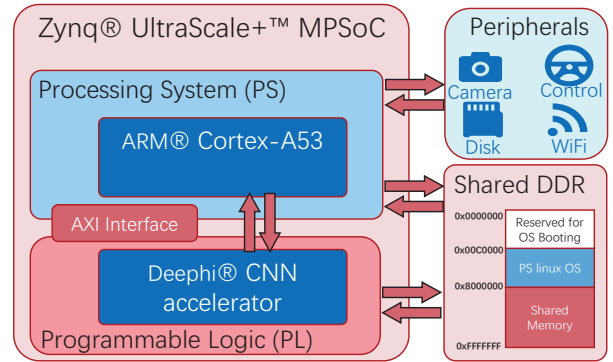 Zynq® UltraScale+™ MPSoC
Processing System (PS)
ARM® Cortex-A53
AXI Interface
Deephi® CNN
accelerator
Programmable Logic (PL)
Peripherals
Camera
Control
Disk
WiFi
Shared DDR
0x0000000
Reserved for
OS Booting
0x00C0000
PS linux OS
0x8000000
Shared
Memory
0xFFFFFFF